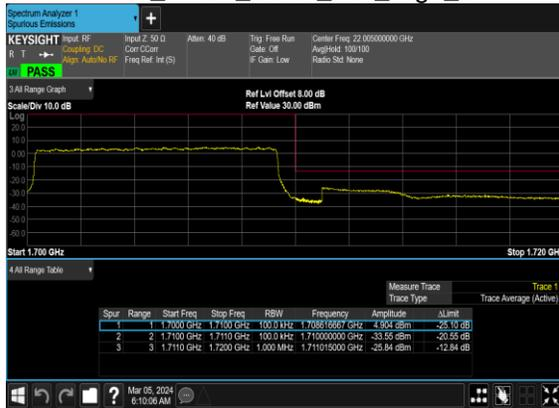 Spectrum Analyzer 1
Spurious Emissions
+
KEYSIGHT Input: RF Input Z: 50 Ω Atten: 40 dB Trig: Free Run Center Freq: 22.005000000 GHz
R T Coupling: DC Corr CCorr Gate: Off Avg|Hold: 100/100
Align: Auto/No RF Freq Ref: Int (S) IF Gain: Low Radio Std: None
PASS
3 All Range Graph
Ref Lvl Offset 8.00 dB
Scale/Div 10.0 dB Ref Value 30.00 dBm
Log
20.0
10.0
0.00
-10.0
-20.0
-30.0
-40.0
-50.0
-60.0
Start 1.700 GHz Stop 1.720 GH
4 All Range Table
Measure Trace Trace 1
Trace Type Trace Average (Active)
Spur Range Start Freq Stop Freq RBW Frequency Amplitude ΔLimit
1 1 1.7000 GHz 1.7100 GHz 100.0 kHz 1.708616667 GHz 4.904 dBm -25.10 dB
2 2 1.7100 GHz 1.7110 GHz 100.0 kHz 1.710000000 GHz -33.55 dBm -20.55 dB
3 3 1.7110 GHz 1.7200 GHz 1.000 MHz 1.711015000 GHz -25.84 dBm -12.84 dB
?
Mar 05, 2024
6:10:06 AM